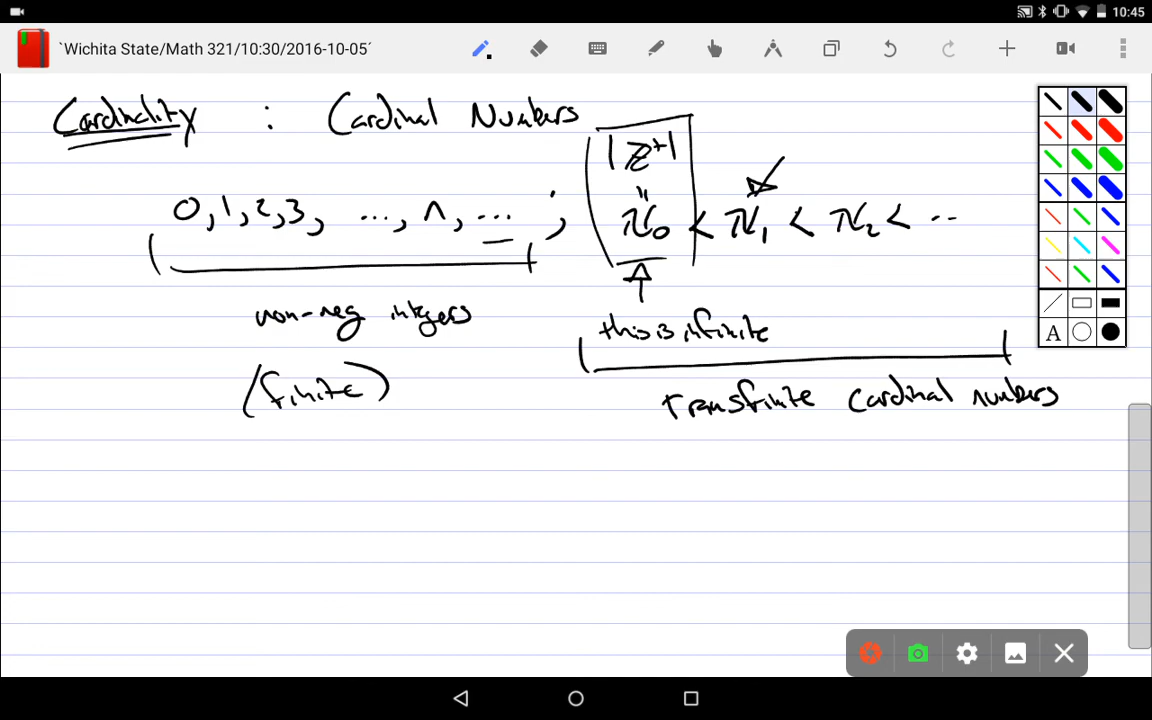 10:45
`Wichita State/Math 321/10:30/2016-10-05´
Cardinality : Cardinal Numbers
|ℤ⁺|
"
0, 1, 2, 3, ..., n, ... ; ℵ₀ < ℵ₁ < ℵ₂ < ...
non-neg integers
this is infinite
(finite)
transfinite cardinal numbers
A